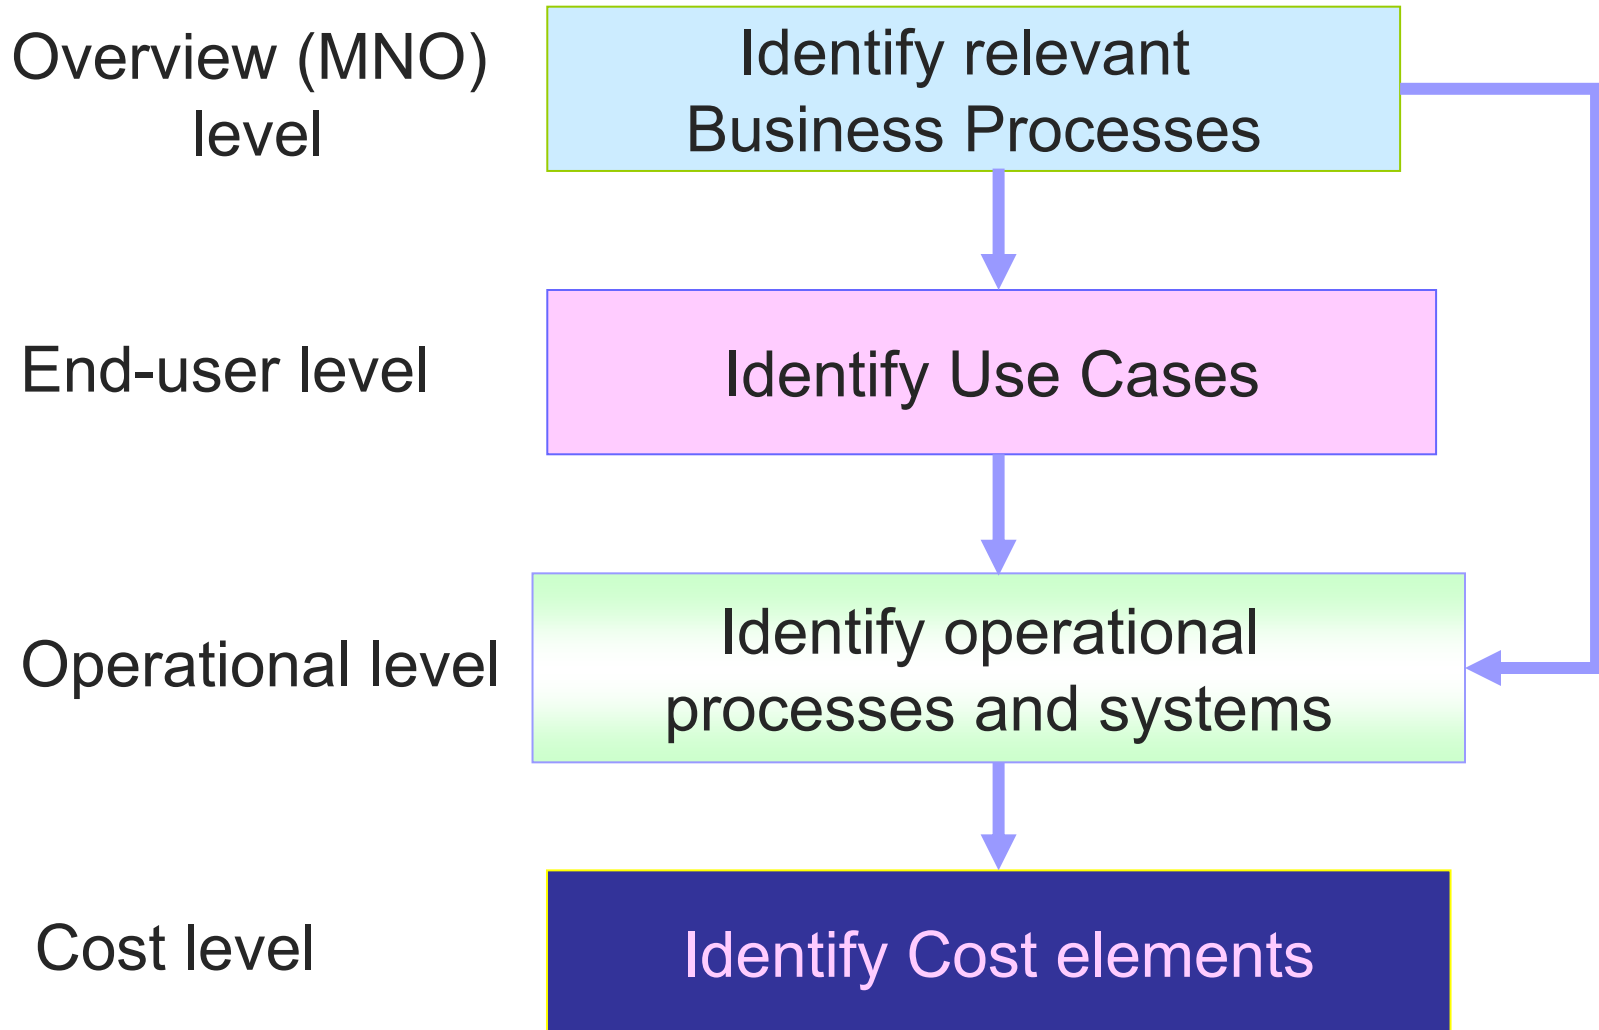 Overview (MNO)
level
Identify relevant
Business Processes
End-user level
Identify Use Cases
Operational level
Identify operational
processes and systems
Cost level
Identify Cost elements